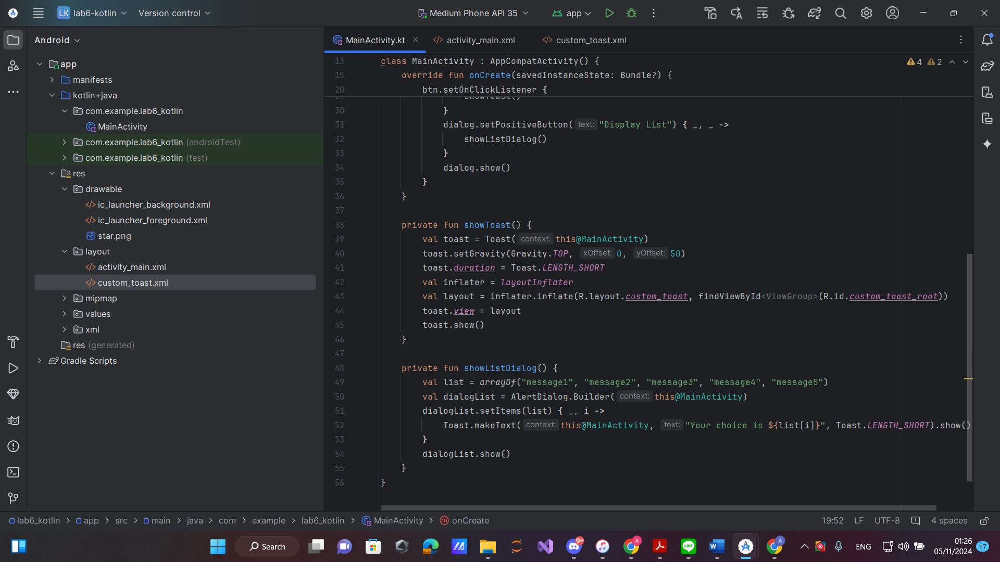 LK lab6-kotlin Version control Medium Phone API 35 app
Android
app
manifests
kotlin+java
com.example.lab6_kotlin
MainActivity
com.example.lab6_kotlin (androidTest)
com.example.lab6_kotlin (test)
res
drawable
ic_launcher_background.xml
ic_launcher_foreground.xml
star.png
layout
activity_main.xml
custom_toast.xml
mipmap
values
xml
res (generated)
Gradle Scripts
MainActivity.kt activity_main.xml custom_toast.xml
4 2
13 class MainActivity : AppCompatActivity() {
15 override fun onCreate(savedInstanceState: Bundle?) {
20 btn.setOnClickListener {
29 showToast()
30 }
31 dialog.setPositiveButton( text: "Display List") { _, _ ->
32 showListDialog()
33 }
34 dialog.show()
35 }
36 }
37
38 private fun showToast() {
39 val toast = Toast( context: this@MainActivity)
40 toast.setGravity(Gravity.TOP, xOffset: 0, yOffset: 50)
41 toast.duration = Toast.LENGTH_SHORT
42 val inflater = layoutInflater
43 val layout = inflater.inflate(R.layout.custom_toast, findViewById<ViewGroup>(R.id.custom_toast_root))
44 toast.view = layout
45 toast.show()
46 }
47
48 private fun showListDialog() {
49 val list = arrayOf("message1", "message2", "message3", "message4", "message5")
50 val dialogList = AlertDialog.Builder( context: this@MainActivity)
51 dialogList.setItems(list) { _, i ->
52 Toast.makeText( context: this@MainActivity, text: "Your choice is ${list[i]}", Toast.LENGTH_SHORT).show()
53 }
54 dialogList.show()
55 }
56 }
lab6_kotlin > app > src > main > java > com > example > lab6_kotlin > MainActivity > onCreate 19:52 LF UTF-8 4 spaces
Search 9+ A A ENG 01:26
05/11/2024 17